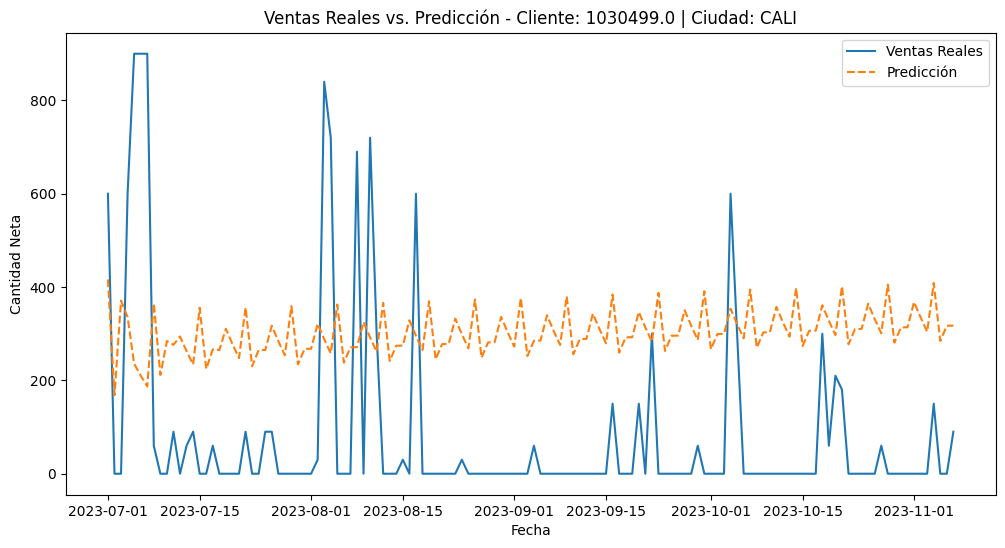 Ventas Reales vs. Predicción - Cliente: 1030499.0 | Ciudad: CALI
Ventas Reales
Predicción
Cantidad Neta
800
600
400
200
0
2023-07-01 2023-07-15 2023-08-01 2023-08-15 2023-09-01 2023-09-15 2023-10-01 2023-10-15 2023-11-01
Fecha